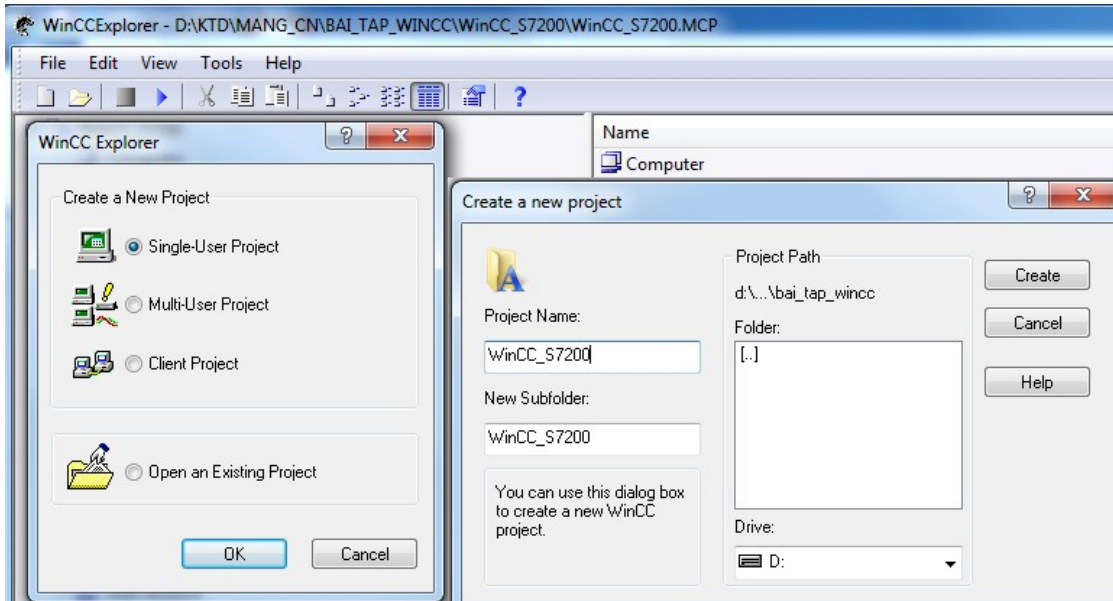 WinCCExplorer - D:\KTD\MANG_CN\BAI_TAP_WINCC\WinCC_S7200\WinCC_S7200.MCP
File Edit View Tools Help
Name
Computer
WinCC Explorer
Create a New Project
Single-User Project
Multi-User Project
Client Project
Open an Existing Project
OK Cancel
Create a new project
Project Name:
WinCC_S7200
New Subfolder:
WinCC_S7200
You can use this dialog box
to create a new WinCC
project.
Project Path
d:\...\bai_tap_wincc
Folder:
[..]
Drive:
D:
Create
Cancel
Help